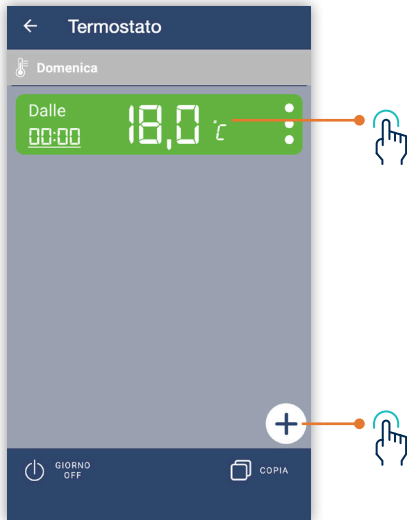 Termostato
Domenica
Dalle
00:00
18,0 °C
GIORNO
OFF
COPIA